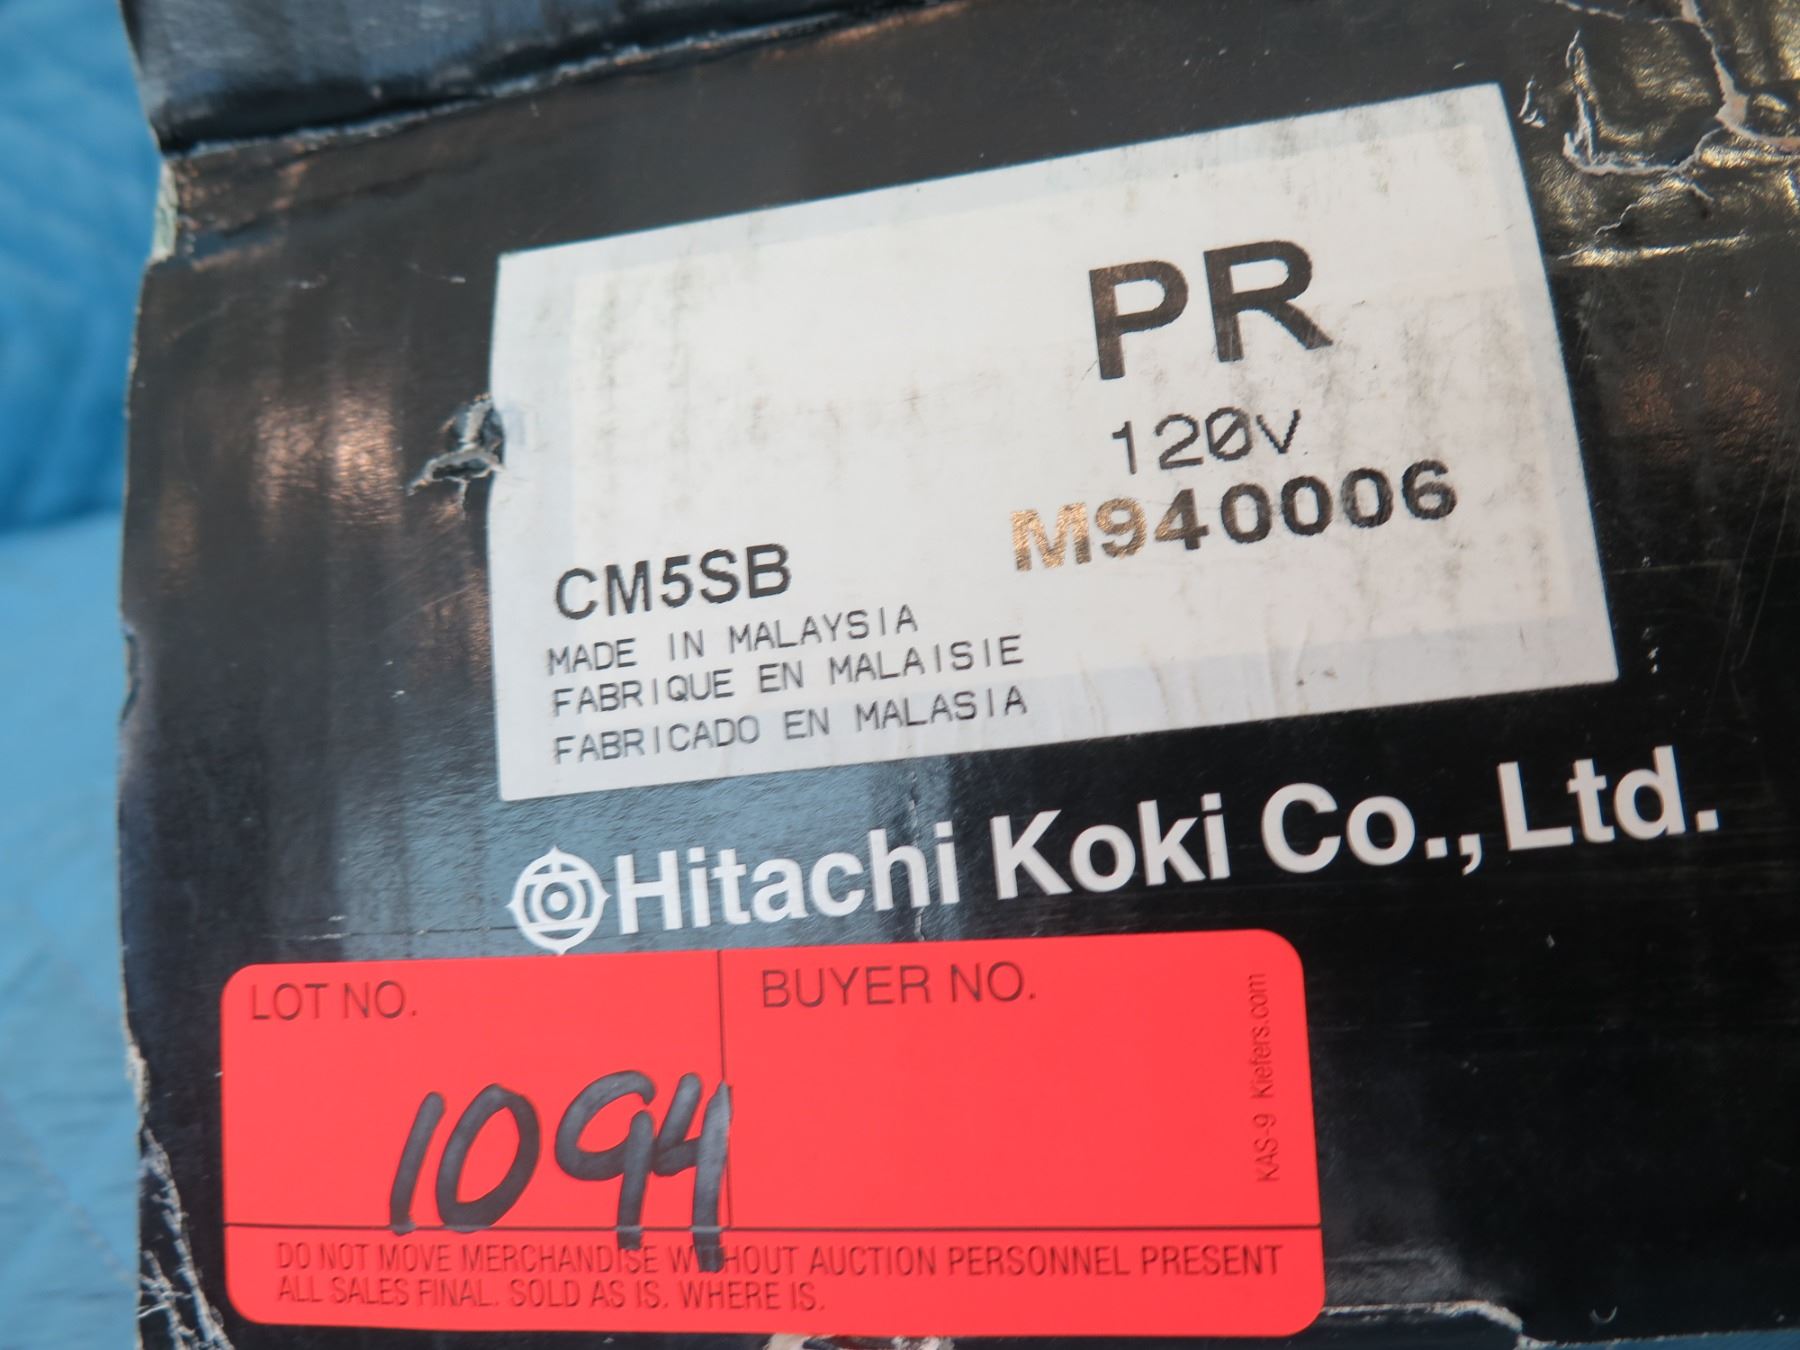 PR
120V
M940006
CM5SB
MADE IN MALAYSIA
FABRIQUE EN MALAISIE
FABRICADO EN MALASIA
Hitachi Koki Co., Ltd.
LOT NO.
BUYER NO.
1094
KAS-9 Kiefers.com
DO NOT MOVE MERCHANDISE WITHOUT AUCTION PERSONNEL PRESENT
ALL SALES FINAL. SOLD AS IS. WHERE IS.